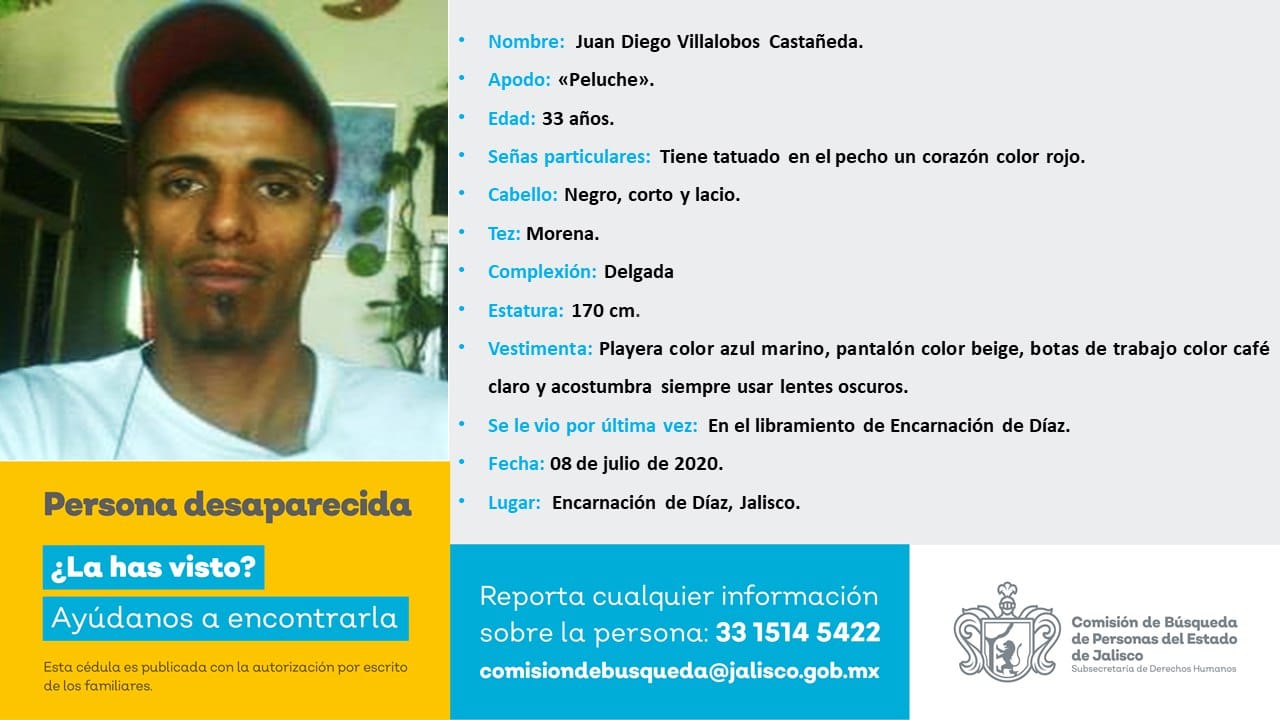 • Nombre: Juan Diego Villalobos Castañeda.
• Apodo: «Peluche».
• Edad: 33 años.
• Señas particulares: Tiene tatuado en el pecho un corazón color rojo.
• Cabello: Negro, corto y lacio.
• Tez: Morena.
• Complexión: Delgada
• Estatura: 170 cm.
• Vestimenta: Playera color azul marino, pantalón color beige, botas de trabajo color café
claro y acostumbra siempre usar lentes oscuros.
• Se le vio por última vez: En el libramiento de Encarnación de Díaz.
• Fecha: 08 de julio de 2020.
• Lugar: Encarnación de Díaz, Jalisco.
Persona desaparecida
¿La has visto?
Ayúdanos a encontrarla
Esta cédula es publicada con la autorización por escrito
de los familiares.
Reporta cualquier información
sobre la persona: 33 1514 5422
comisiondebusqueda@jalisco.gob.mx
Comisión de Búsqueda
de Personas del Estado
de Jalisco
Subsecretaría de Derechos Humanos